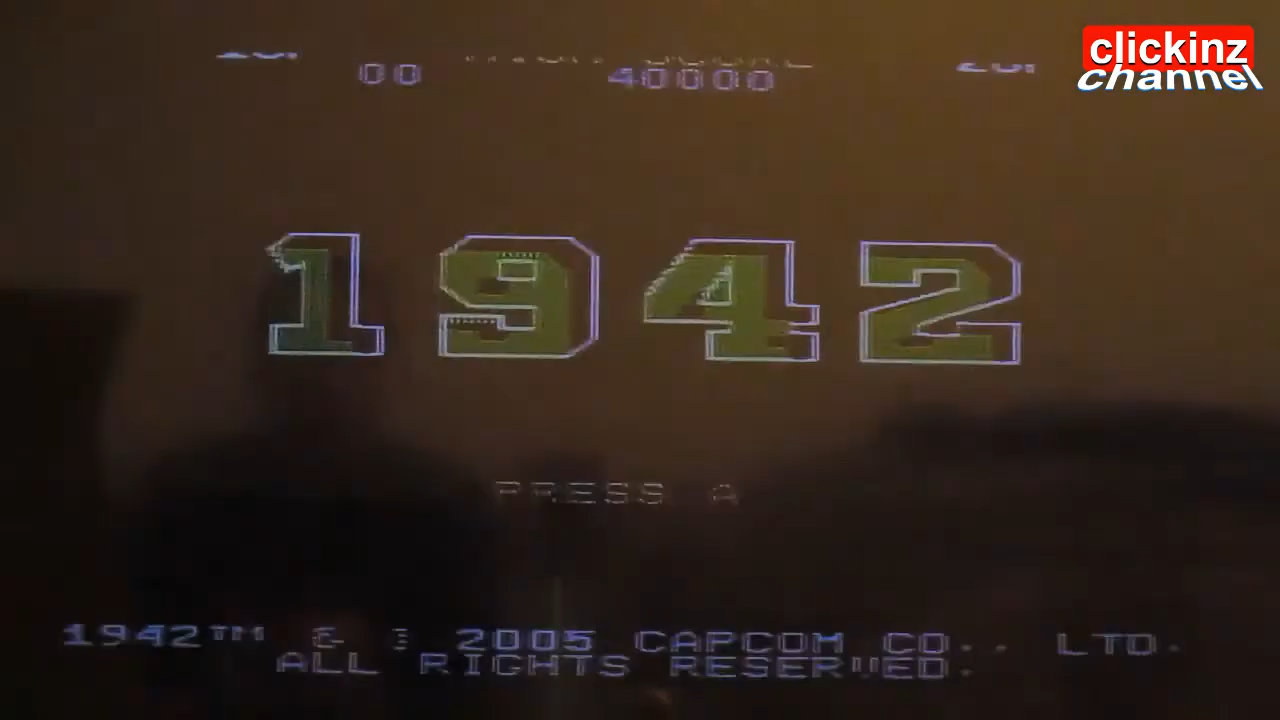 clickinz
channel
00 40000
1942
PRESS A
1942™ & © 2005 CAPCOM CO., LTD.
ALL RIGHTS RESERVED.